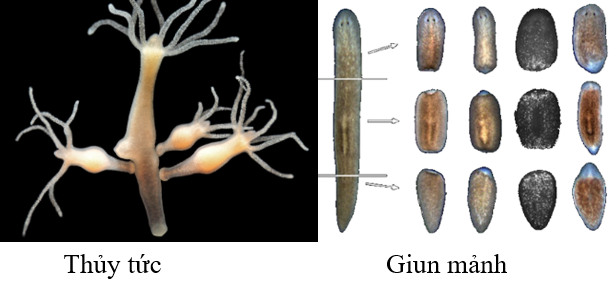 Thủy tức
Giun mảnh